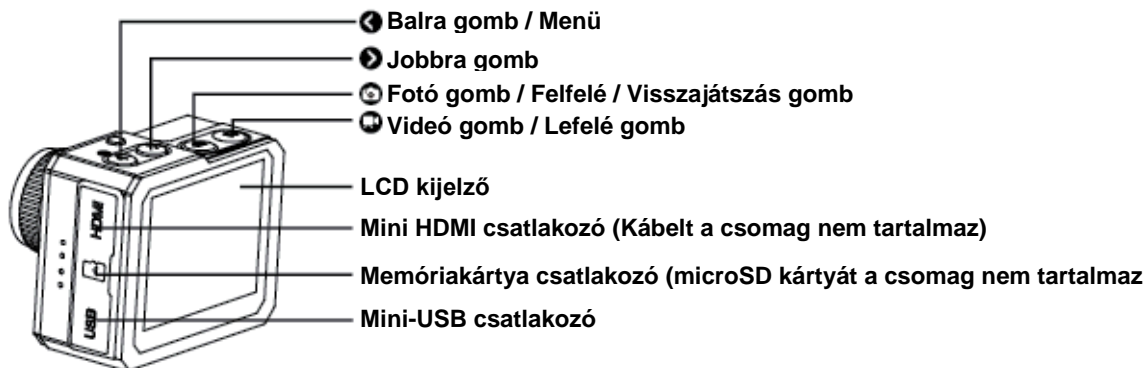 Balra gomb / Menü
Jobbra gomb
Fotó gomb / Felfelé / Visszajátszás gomb
Videó gomb / Lefelé gomb
LCD kijelző
Mini HDMI csatlakozó (Kábelt a csomag nem tartalmaz)
HDMI
Memóriakártya csatlakozó (microSD kártyát a csomag nem tartalmaz
Mini-USB csatlakozó
USB